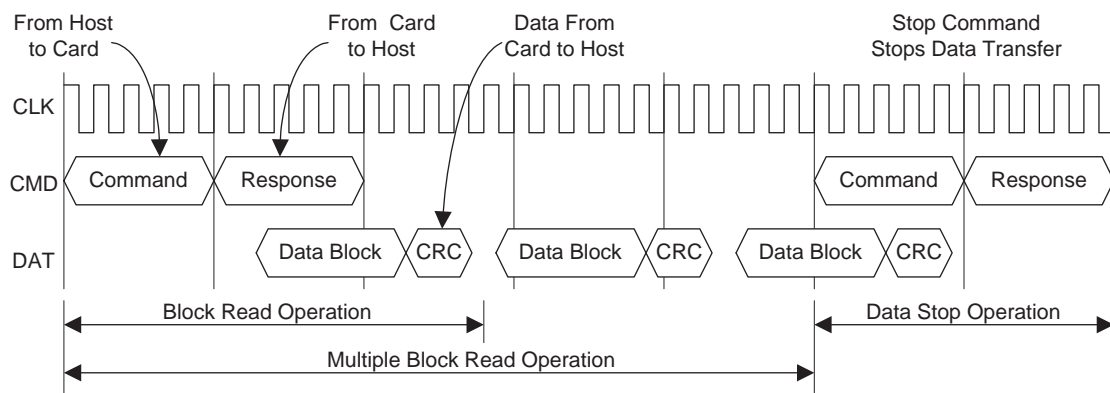 From Host
to Card
From Card
to Host
Data From
Card to Host
Stop Command
Stops Data Transfer
CLK
CMD
Command
Response
Command
Response
DAT
Data Block
CRC
Data Block
CRC
Data Block
CRC
Block Read Operation
Data Stop Operation
Multiple Block Read Operation